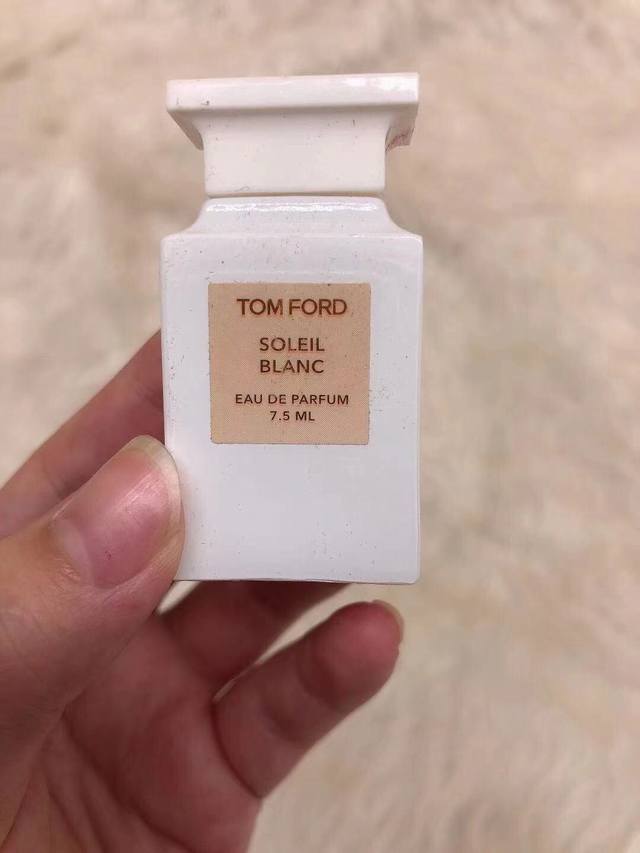 TOM FORD
SOLEIL
BLANC
EAU DE PARFUM
7.5 ML